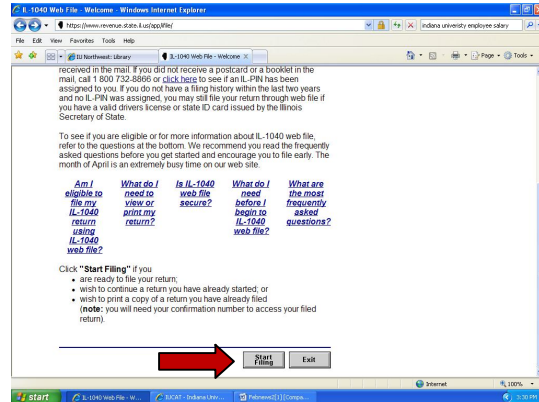 IL-1040 Web File - Welcome - Windows Internet Explorer
https://www.revenue.state.il.us/app/ifile/
indiana univeristy employee salary
File Edit View Favorites Tools Help
IU Northwest: Library
IL-1040 Web File - Welcome
Page
Tools
received in the mail. If you did not receive a postcard or a booklet in the
mail, call 1 800 732-8866 or click here to see if an IL-PIN has been
assigned to you. If you do not have a filing history within the last two years
and no IL-PIN was assigned, you may still file your return through web file if
you have a valid drivers license or state ID card issued by the Illinois
Secretary of State.
To see if you are eligible or for more information about IL-1040 web file,
refer to the questions at the bottom. We recommend you read the frequently
asked questions before you get started and encourage you to file early. The
month of April is an extremely busy time on our web site.
Am I
eligible to
file my
IL-1040
return
using
IL-1040
web file?
What do I
need to
view or
print my
return?
Is IL-1040
web file
secure?
What do I
need
before I
begin to
IL-1040
web file?
What are
the most
frequently
asked
questions?
Click "Start Filing" if you
• are ready to file your return;
• wish to continue a return you have already started; or
• wish to print a copy of a return you have already filed
(note: you will need your confirmation number to access your filed
return).
Start
Filing
Exit
Internet
100%
start
IL-1040 Web File - W...
IUCAT - Indiana Univ...
Febnews2[1] [Compa...
3:30 PM